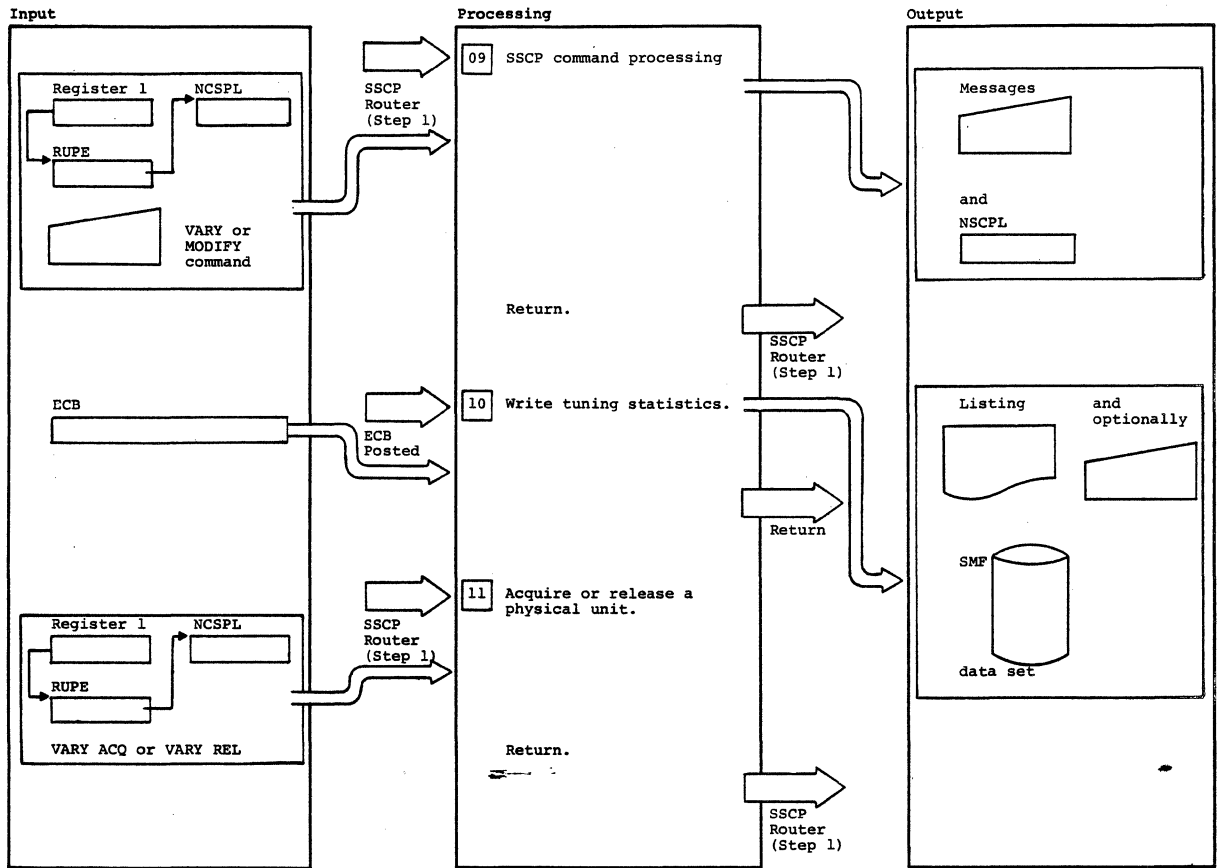 Input
Processing
Output
Register 1
NCSPL
RUPE
VARY or
MODIFY
command
SSCP
Router
(Step 1)
09 SSCP command processing
Return.
SSCP
Router
(Step 1)
Messages
and
NSCPL
ECB
ECB
Posted
10 Write tuning statistics.
Return
Listing
and
optionally
SMF
data set
Register 1
NCSPL
RUPE
VARY ACQ or VARY REL
SSCP
Router
(Step 1)
11 Acquire or release a
physical unit.
Return.
SSCP
Router
(Step 1)